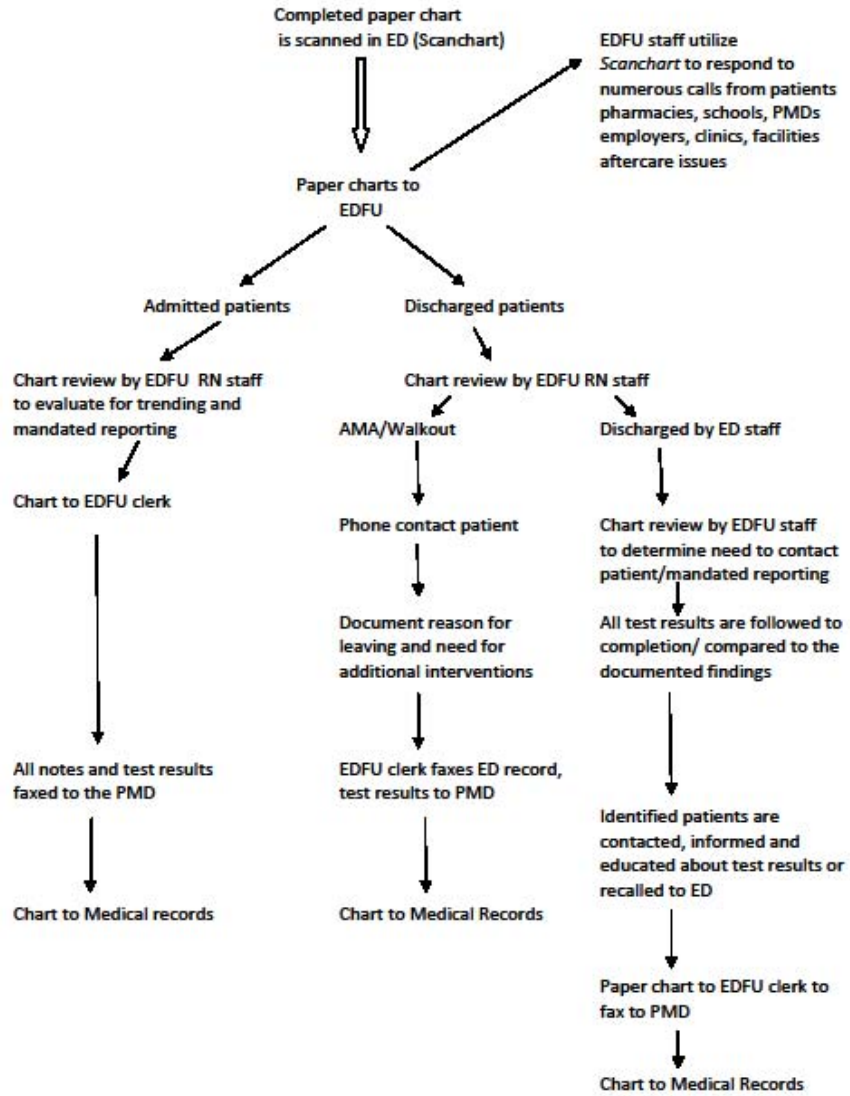 Completed paper chart
is scanned in ED (Scanchart)
EDFU staff utilize
Scanchart to respond to
numerous calls from patients
pharmacies, schools, PMDs
employers, clinics, facilities
aftercare issues
Paper charts to
EDFU
Admitted patients
Discharged patients
Chart review by EDFU RN staff
to evaluate for trending and
mandated reporting
Chart review by EDFU RN staff
AMA/Walkout
Discharged by ED staff
Chart to EDFU clerk
Phone contact patient
Chart review by EDFU staff
to determine need to contact
patient/mandated reporting
Document reason for
leaving and need for
additional interventions
All test results are followed to
completion/ compared to the
documented findings
All notes and test results
faxed to the PMD
EDFU clerk faxes ED record,
test results to PMD
Identified patients are
contacted, informed and
educated about test results or
recalled to ED
Chart to Medical records
Chart to Medical Records
Paper chart to EDFU clerk to
fax to PMD
Chart to Medical Records